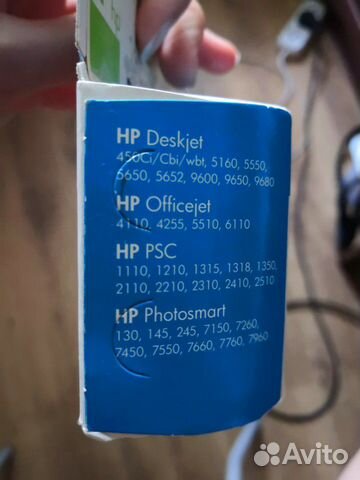 HP Deskjet
450Ci/Cbi/wbt, 5160, 5550,
5650, 5652, 9600, 9650, 9680
HP Officejet
4110, 4255, 5510, 6110
HP PSC
1110, 1210, 1315, 1318, 1350,
2110, 2210, 2310, 2410, 2510
HP Photosmart
130, 145, 245, 7150, 7260,
7450, 7550, 7660, 7760, 7960
Avito